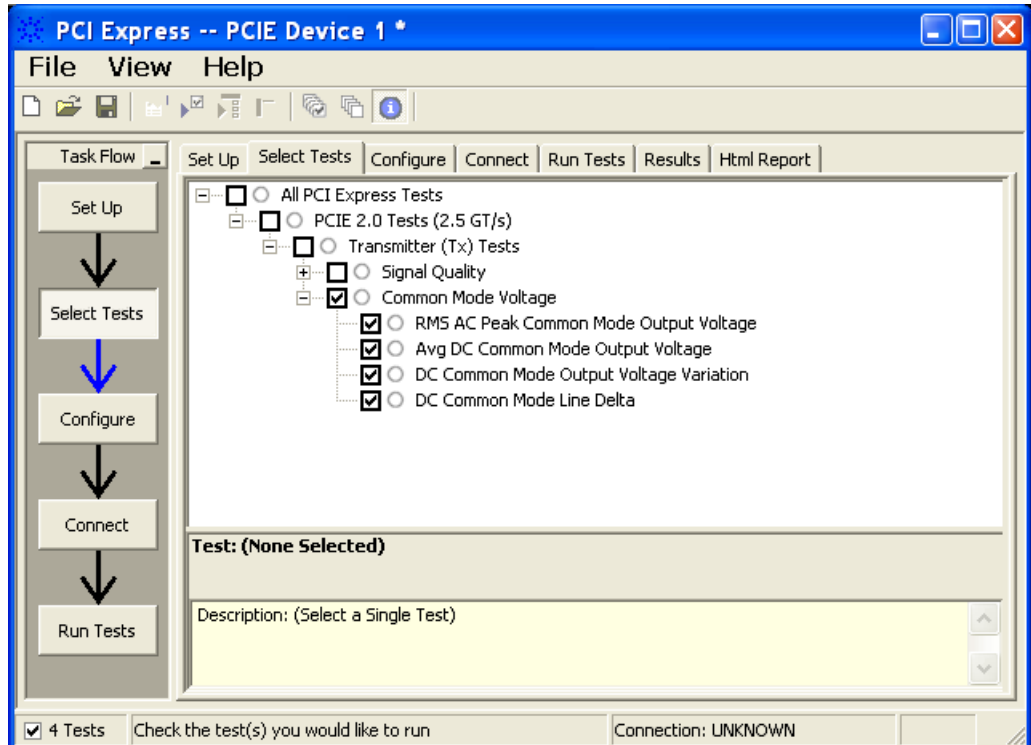 PCI Express -- PCIE Device 1 *
File View Help
Task Flow
Set Up
Select Tests
Configure
Connect
Run Tests
Set Up Select Tests Configure Connect Run Tests Results Html Report
All PCI Express Tests
PCIE 2.0 Tests (2.5 GT/s)
Transmitter (Tx) Tests
Signal Quality
Common Mode Voltage
RMS AC Peak Common Mode Output Voltage
Avg DC Common Mode Output Voltage
DC Common Mode Output Voltage Variation
DC Common Mode Line Delta
Test: (None Selected)
Description: (Select a Single Test)
4 Tests Check the test(s) you would like to run Connection: UNKNOWN